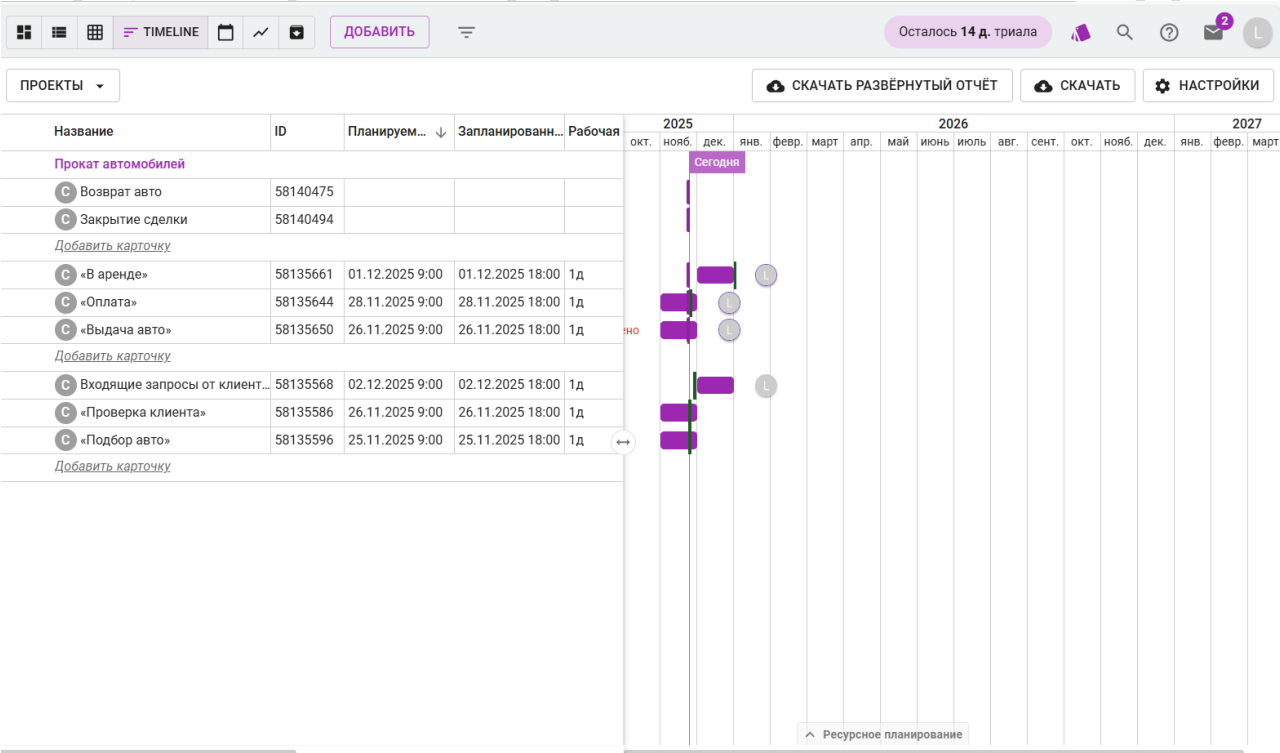 TIMELINE ДОБАВИТЬ Осталось 14 д. триала 2 L
ПРОЕКТЫ СКАЧАТЬ РАЗВЁРНУТЫЙ ОТЧЁТ СКАЧАТЬ НАСТРОЙКИ
Название ID Планируем... Запланированн... Рабочая
2025 2026 2027
окт. нояб. дек. янв. февр. март апр. май июнь июль авг. сент. окт. нояб. дек. янв. февр. март
Прокат автомобилей Сегодня
С Возврат авто 58140475
С Закрытие сделки 58140494
Добавить карточку
С «В аренде» 58135661 01.12.2025 9:00 01.12.2025 18:00 1д L
С «Оплата» 58135644 28.11.2025 9:00 28.11.2025 18:00 1д L
С «Выдача авто» 58135650 26.11.2025 9:00 26.11.2025 18:00 1д ено L
Добавить карточку
С Входящие запросы от клиент... 58135568 02.12.2025 9:00 02.12.2025 18:00 1д L
С «Проверка клиента» 58135586 26.11.2025 9:00 26.11.2025 18:00 1д
С «Подбор авто» 58135596 25.11.2025 9:00 25.11.2025 18:00 1д
Добавить карточку
Ресурсное планирование